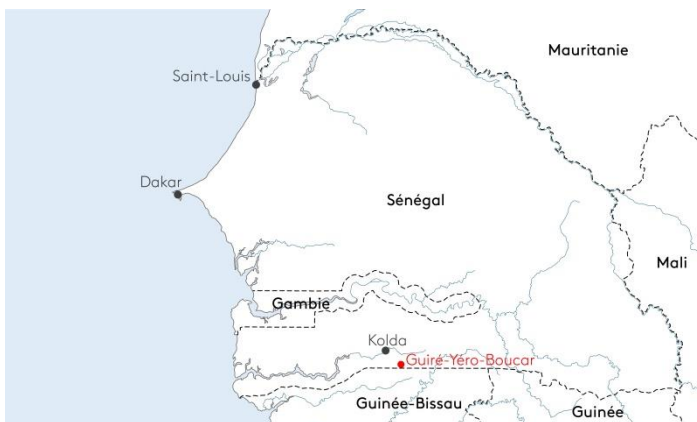 Mauritanie
Saint-Louis
Dakar
Sénégal
Mali
Gambie
Kolda
Guiré-Yéro-Boucar
Guinée-Bissau
Guinée